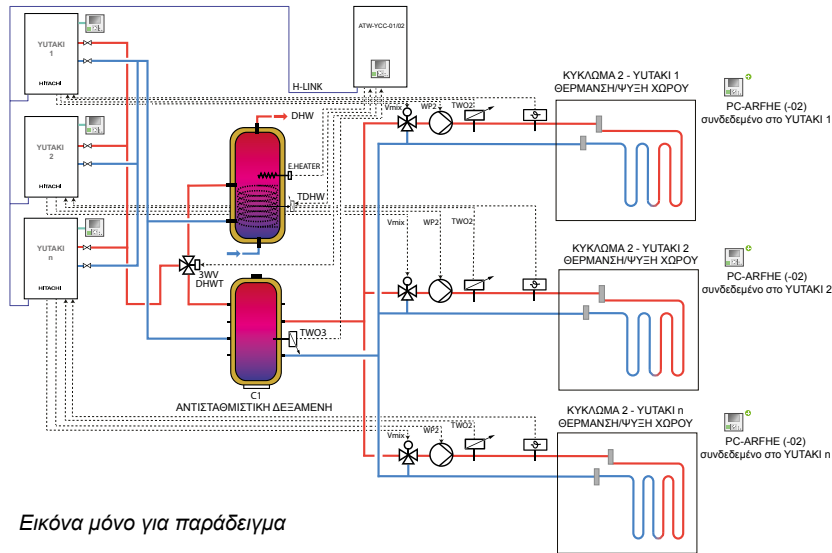 YUTAKI
1
HITACHI
ATW-YCC-01/02
H-LINK
YUTAKI
2
HITACHI
YUTAKI
n
HITACHI
DHW
E.HEATER
TDHW
3WV
DHWT
TWO3
C1
ΑΝΤΙΣΤΑΘΜΙΣΤΙΚΗ ΔΕΞΑΜΕΝΗ
Vmix
WP2
TWO2
ΚΥΚΛΩΜΑ 2 - YUTAKI 1
ΘΕΡΜΑΝΣΗ/ΨΥΞΗ ΧΩΡΟΥ
PC-ARFHE (-02)
συνδεδεμένο στο YUTAKI 1
Vmix
WP2
TWO2
ΚΥΚΛΩΜΑ 2 - YUTAKI 2
ΘΕΡΜΑΝΣΗ/ΨΥΞΗ ΧΩΡΟΥ
PC-ARFHE (-02)
συνδεδεμένο στο YUTAKI 2
Vmix
WP2
TWO2
ΚΥΚΛΩΜΑ 2 - YUTAKI n
ΘΕΡΜΑΝΣΗ/ΨΥΞΗ ΧΩΡΟΥ
PC-ARFHE (-02)
συνδεδεμένο στο YUTAKI n
Εικόνα μόνο για παράδειγμα